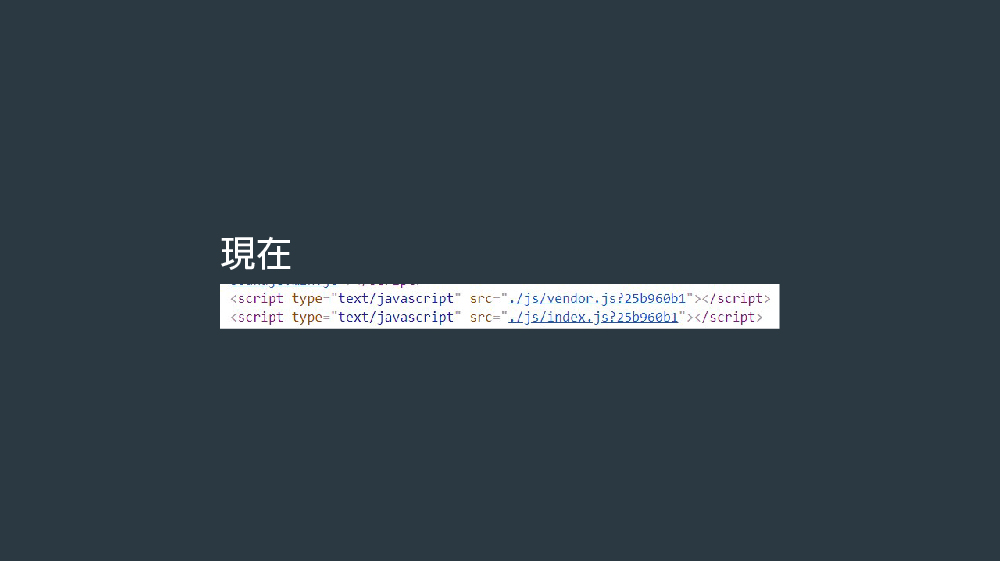 現在
<script type="text/javascript" src="./js/vendor.js?25b960b1"></script>
<script type="text/javascript" src="./js/index.js?25b960b1"></script>